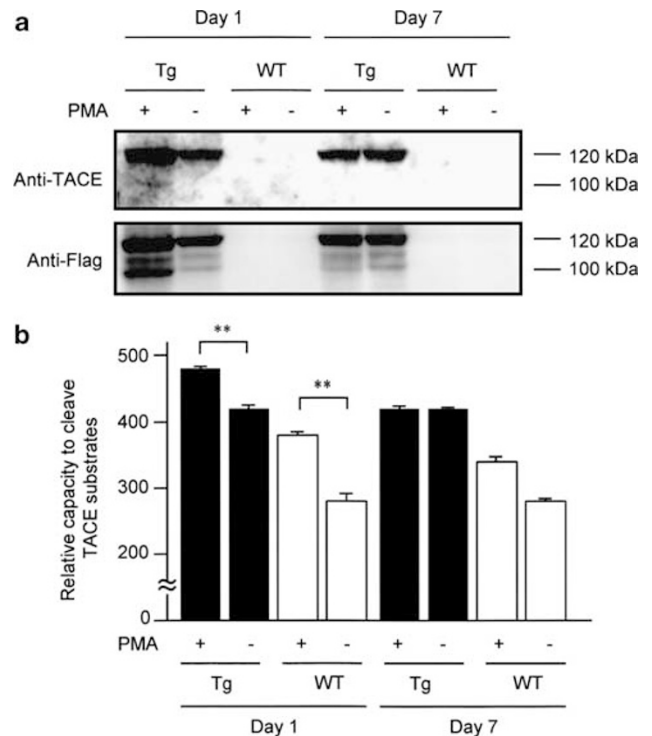 a
Day 1 Day 7
Tg WT Tg WT
PMA + - + - + - + -
Anti-TACE
120 kDa
100 kDa
Anti-Flag
120 kDa
100 kDa
b
Relative capacity to cleave
TACE substrates
500
400
300
200
0
** **
PMA + - + - + - + -
Tg WT Tg WT
Day 1 Day 7